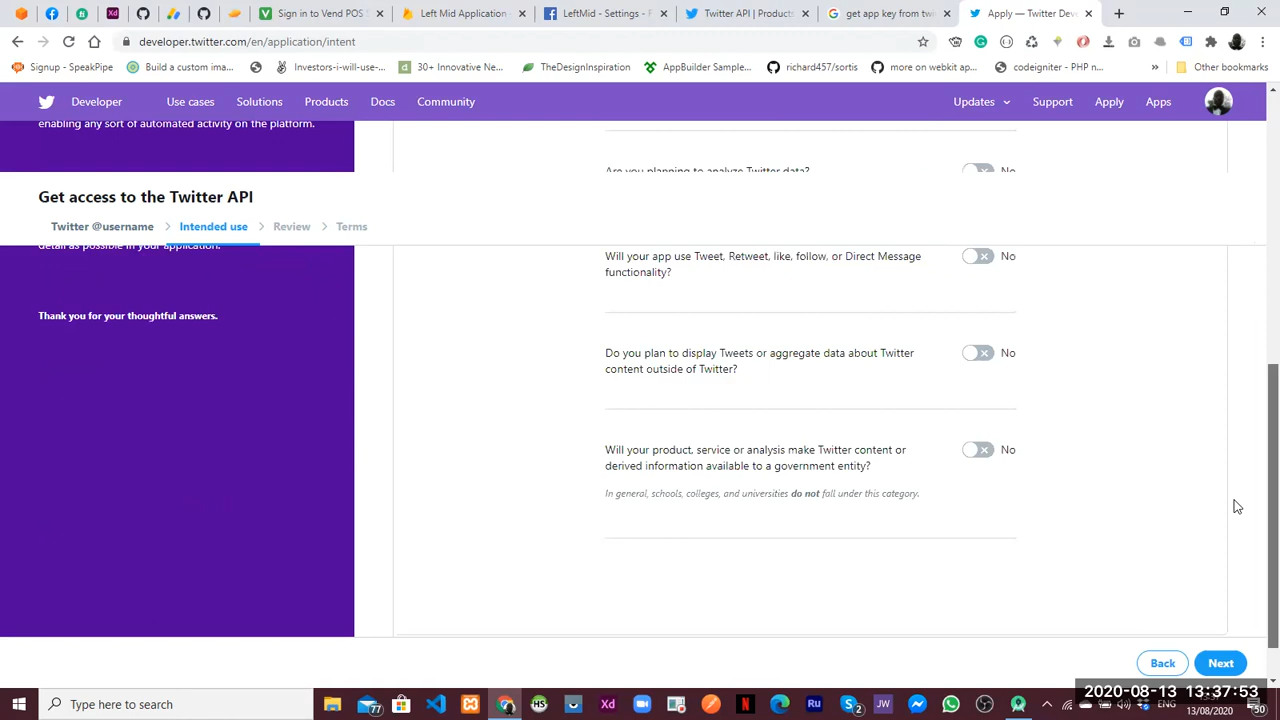 Sign in to Vend POS S
Left Mid Application -
LeftMid - Settings - F
Twitter API | Products
get app key from twi
Apply — Twitter Deve
developer.twitter.com/en/application/intent
Signup - SpeakPipe
Build a custom ima...
Investors-i-will-use-...
30+ Innovative Ne...
TheDesignInspiration
AppBuilder Sample...
richard457/sortis
more on webkit ap...
codeigniter - PHP n...
»
Other bookmarks
Developer
Use cases
Solutions
Products
Docs
Community
Updates
Support
Apply
Apps
enabling any sort of automated activity on the platform.
Are you planning to analyze Twitter data?
No
Get access to the Twitter API
Twitter @username
Intended use
Review
Terms
detail as possible in your application.
Will your app use Tweet, Retweet, like, follow, or Direct Message
functionality?
No
Thank you for your thoughtful answers.
Do you plan to display Tweets or aggregate data about Twitter
content outside of Twitter?
No
Will your product, service or analysis make Twitter content or
derived information available to a government entity?
No
In general, schools, colleges, and universities do not fall under this category.
Back
Next
2020-08-13 13:37:53
Type here to search
ENG
13/08/2020